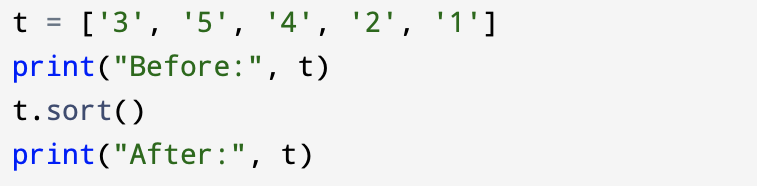 t = ['3', '5', '4', '2', '1']
print("Before:", t)
t.sort()
print("After:", t)